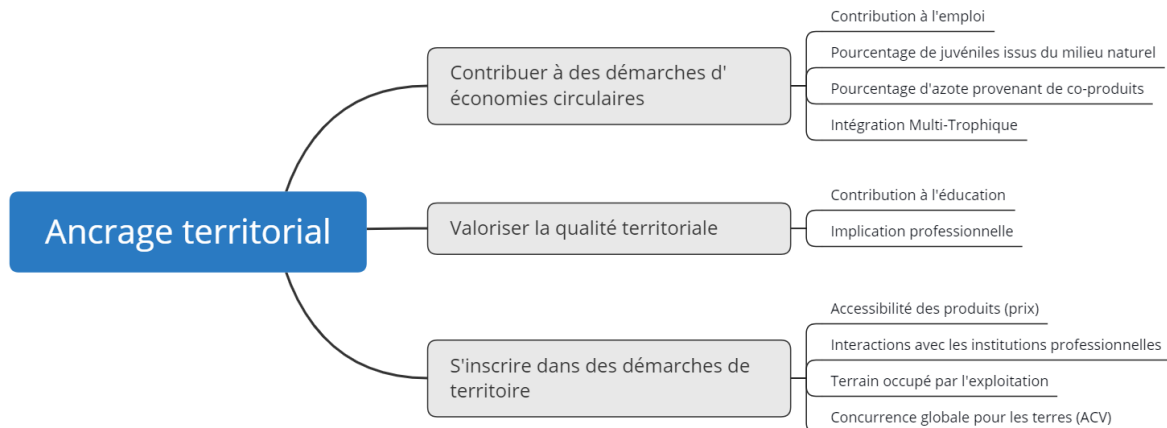 Ancrage territorial
Contribuer à des démarches d'
économies circulaires
Contribution à l'emploi
Pourcentage de juvéniles issus du milieu naturel
Pourcentage d'azote provenant de co-produits
Intégration Multi-Trophique
Valoriser la qualité territoriale
Contribution à l'éducation
Implication professionnelle
S'inscrire dans des démarches de
territoire
Accessibilité des produits (prix)
Interactions avec les institutions professionnelles
Terrain occupé par l'exploitation
Concurrence globale pour les terres (ACV)